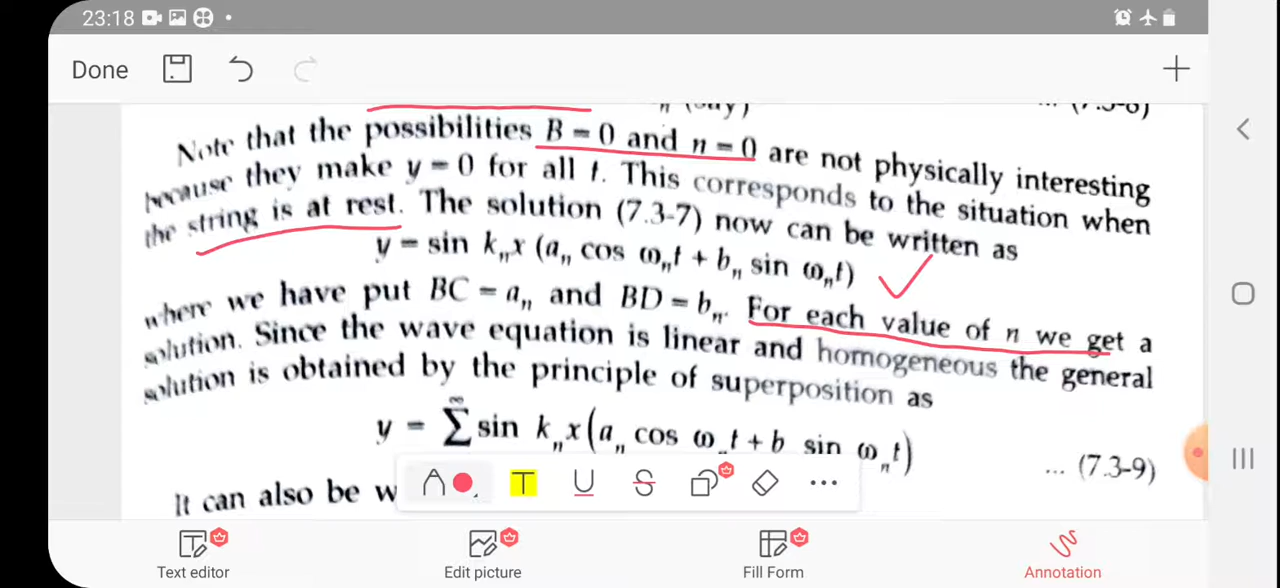 23:18
Done
(say)
... (7.3-8)
Note that the possibilities B = 0 and n = 0 are not physically interesting
because they make y = 0 for all t. This corresponds to the situation when
the string is at rest. The solution (7.3-7) now can be written as
y = sin kₙx (aₙ cos ωₙt + bₙ sin ωₙt)
where we have put BC = aₙ and BD = bₙ. For each value of n we get a
solution. Since the wave equation is linear and homogeneous the general
solution is obtained by the principle of superposition as
y = ∞ Σ sin kₙx (aₙ cos ω t + b sin ωₙt) ... (7.3-9)
It can also be w
T
U
S
Text editor
Edit picture
Fill Form
Annotation